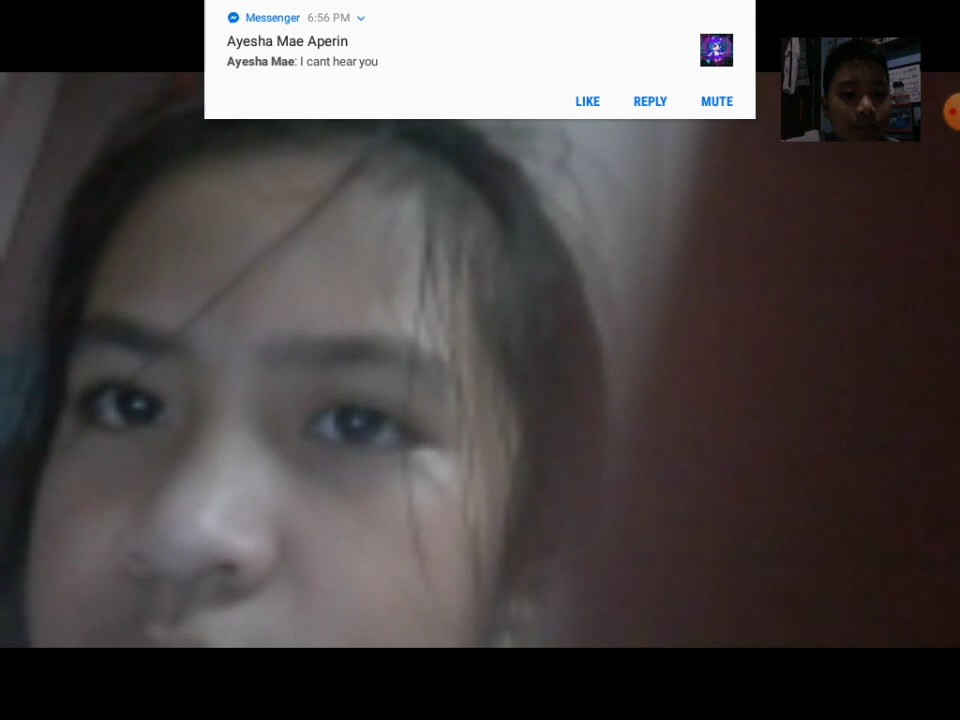 Messenger 6:56 PM
Ayesha Mae Aperin
Ayesha Mae: I cant hear you
LIKE REPLY MUTE